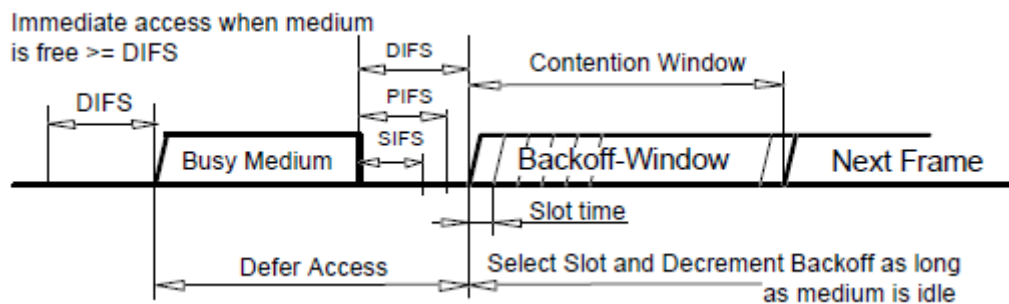 Immediate access when medium
is free >= DIFS
DIFS
DIFS
PIFS
SIFS
Contention Window
Busy Medium
Backoff-Window
Next Frame
Slot time
Defer Access
Select Slot and Decrement Backoff as long
as medium is idle